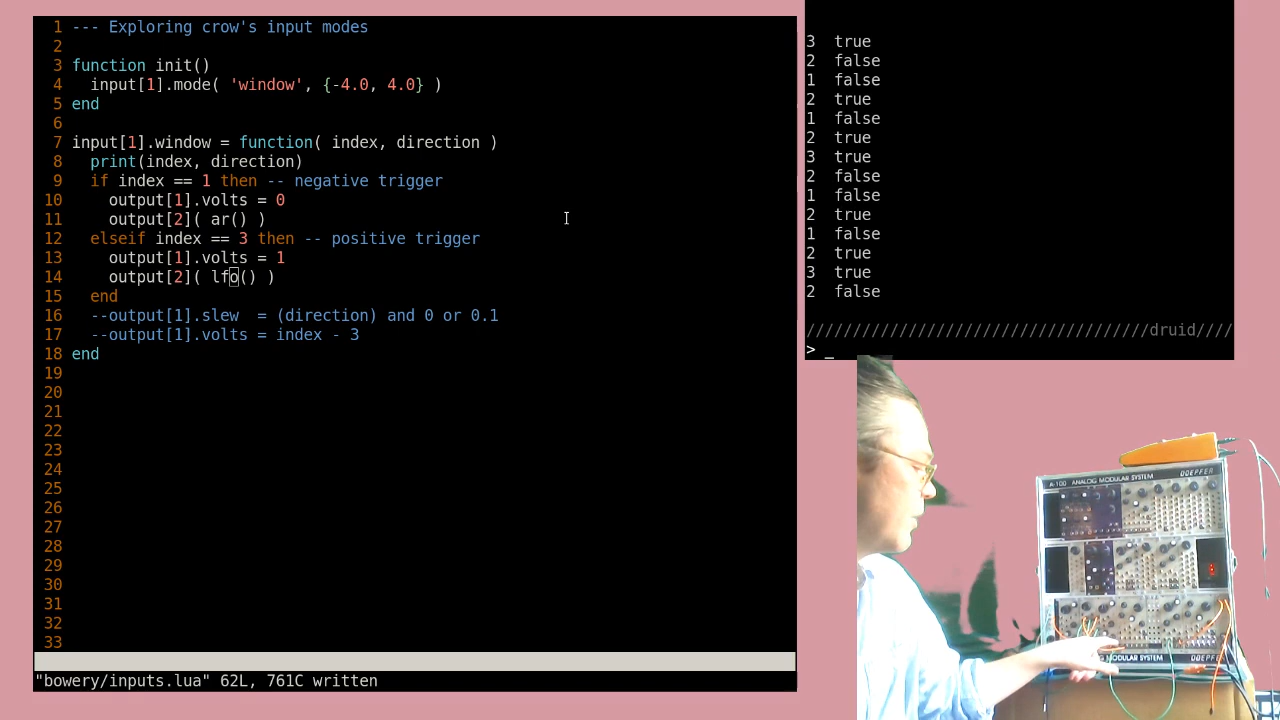 1 --- Exploring crow's input modes
2
3 function init()
4   input[1].mode( 'window', {-4.0, 4.0} )
5 end
6
7 input[1].window = function( index, direction )
8   print(index, direction)
9   if index == 1 then -- negative trigger
10     output[1].volts = 0
11     output[2]( ar() )
12   elseif index == 3 then -- positive trigger
13     output[1].volts = 1
14     output[2]( lfo() )
15   end
16   --output[1].slew  = (direction) and 0 or 0.1
17   --output[1].volts = index - 3
18 end
19
20
21
22
23
24
25
26
27
28
29
30
31
32
33
"bowery/inputs.lua" 62L, 761C written
3  true
2  false
1  false
2  true
1  false
2  true
3  true
2  false
1  false
2  true
1  false
2  true
3  true
2  false
/////////////////////////////////////druid////
> _
A-100 ANALOG MODULAR SYSTEM DOEPFER
MODULAR SYSTEM DOEPFER